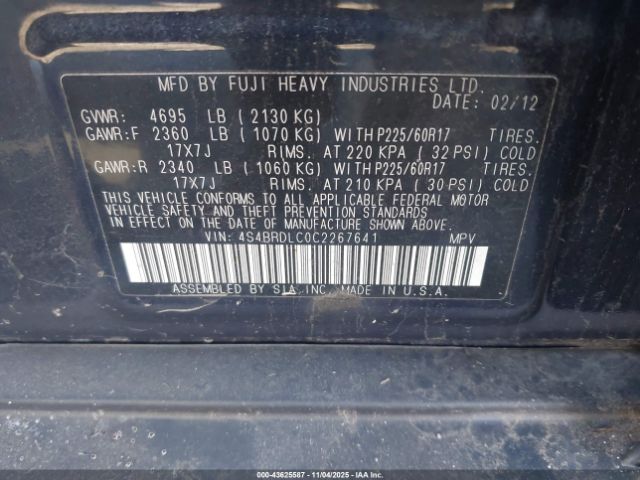 MFD BY FUJI HEAVY INDUSTRIES LTD.
DATE: 02/12
GVWR: 4695 LB ( 2130 KG)
GAWR:F 2360 LB ( 1070 KG) WITH P225/60R17 TIRES.
17X7J RIMS. AT 220 KPA ( 32 PSI) COLD
GAWR:R 2340 LB ( 1060 KG) WITH P225/60R17 TIRES.
17X7J RIMS. AT 210 KPA ( 30 PSI) COLD
THIS VEHICLE CONFORMS TO ALL APPLICABLE FEDERAL MOTOR
VEHICLE SAFETY AND THEFT PREVENTION STANDARDS
IN EFFECT ON THE DATE OF MANUFACTURE SHOWN ABOVE.
VIN: 4S4BRDLC0C2267641 MPV
ASSEMBLED BY SIA,INC. MADE IN U.S.A.
IAA
000-43625587 - 11/04/2025 - IAAI.COM